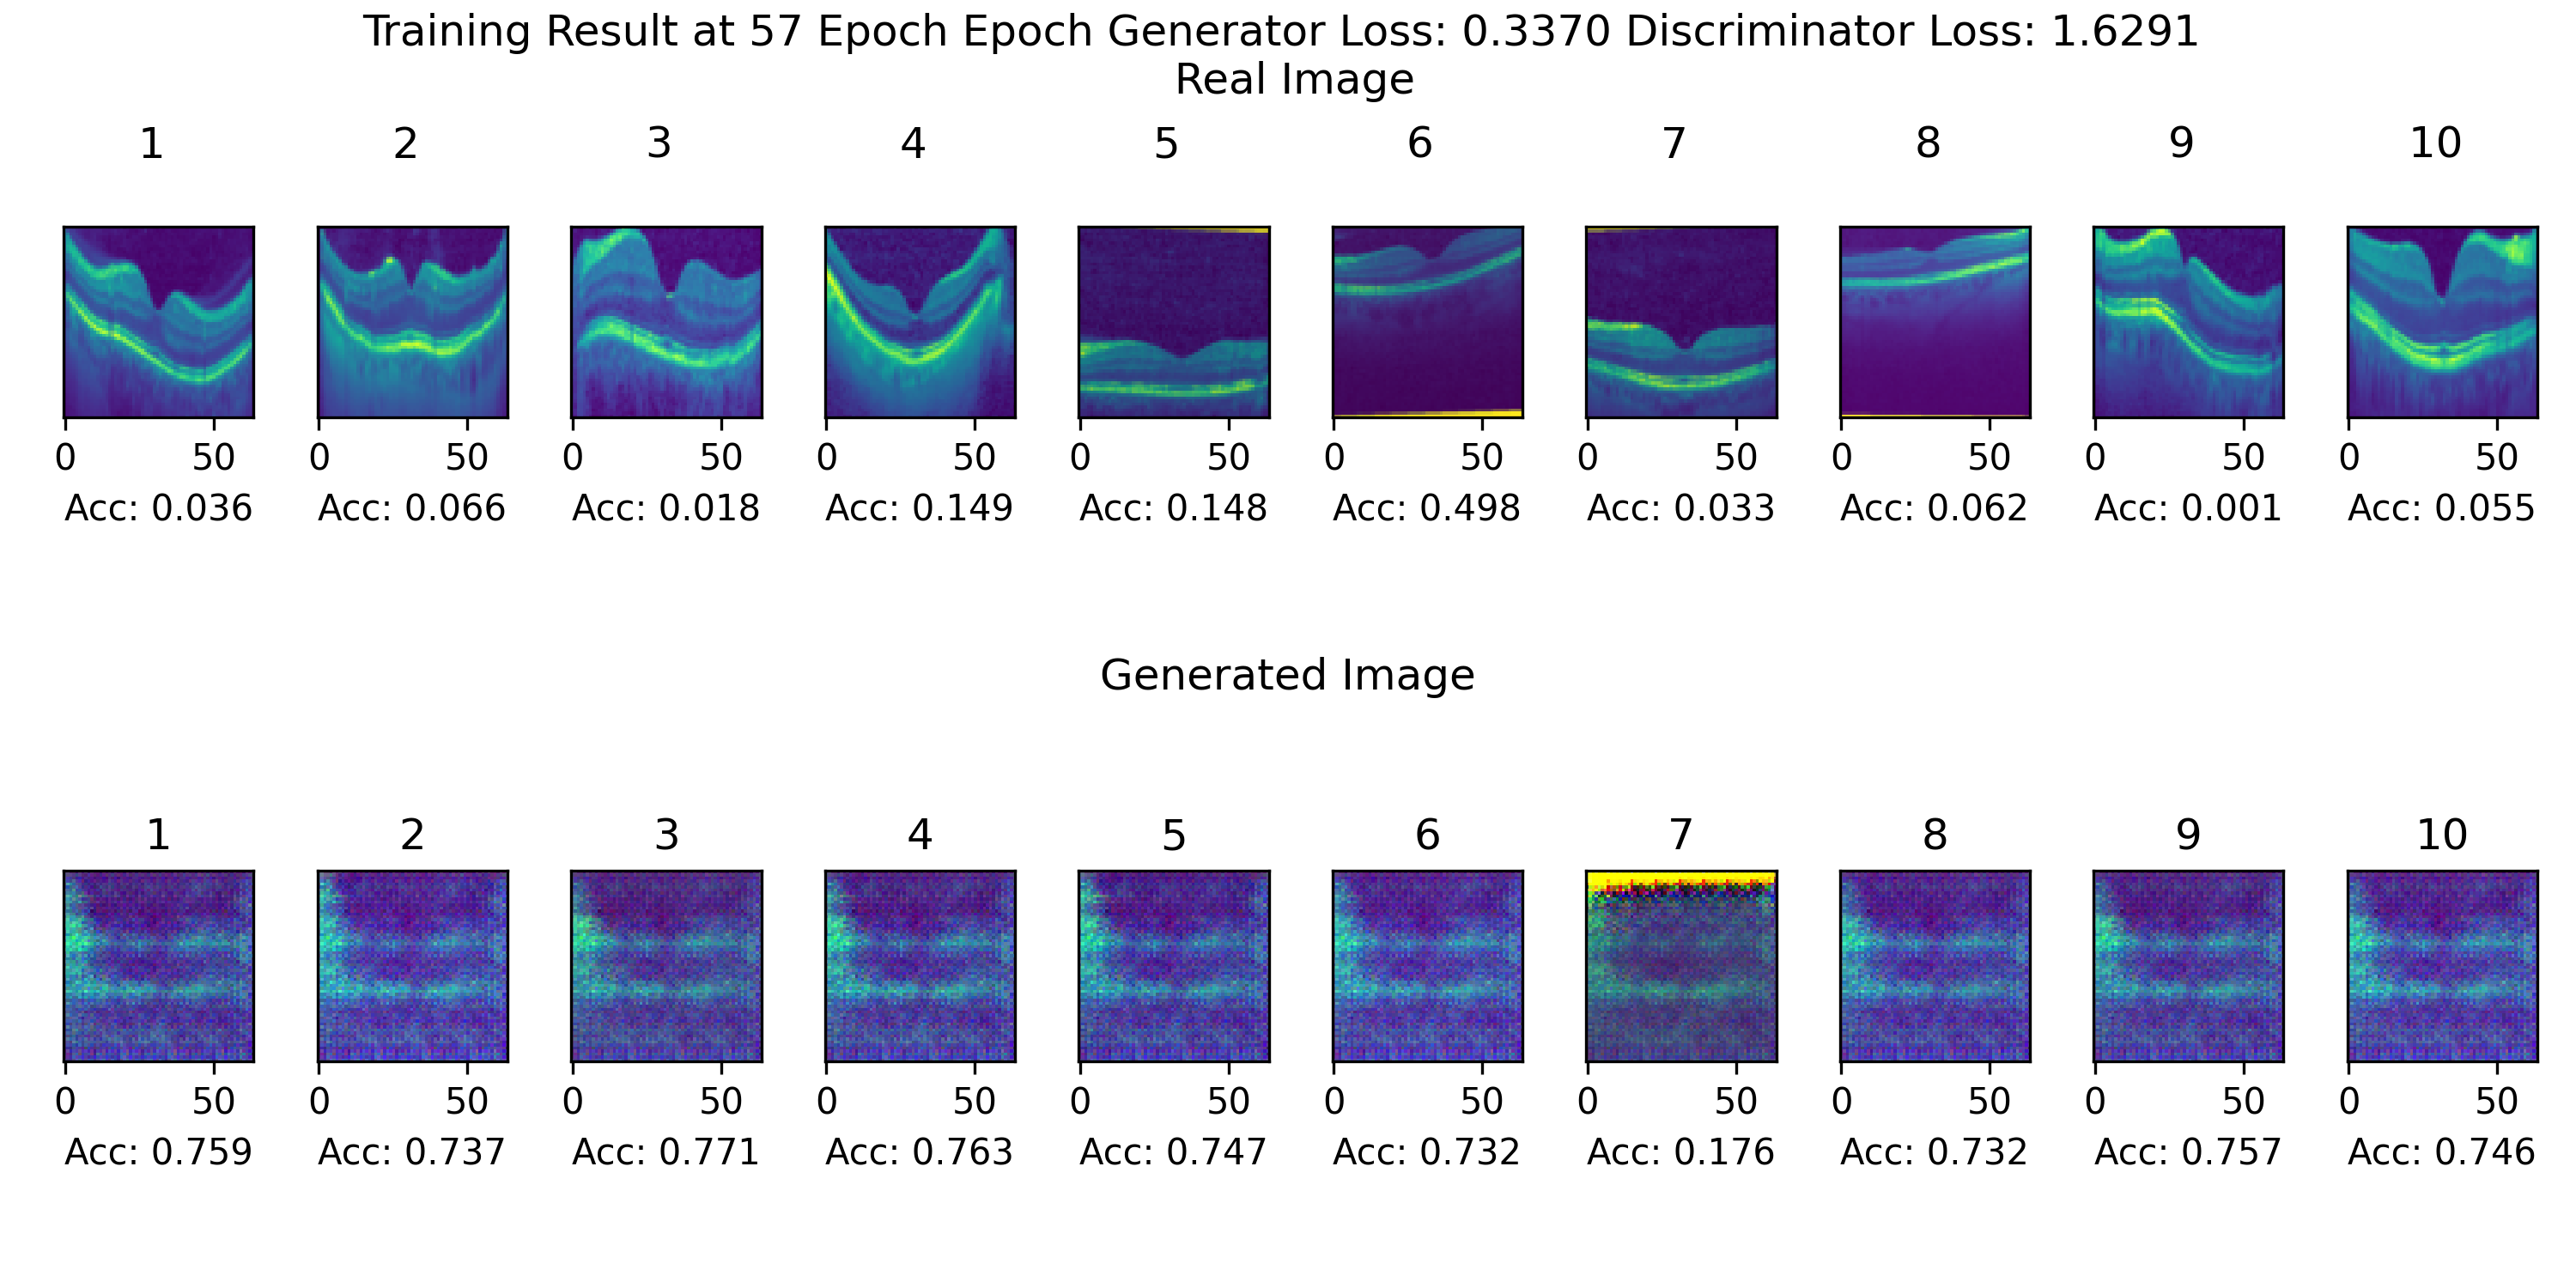 Training Result at 57 Epoch Epoch Generator Loss: 0.3370 Discriminator Loss: 1.6291
Real Image
1 2 3 4 5 6 7 8 9 10
0 50 0 50 0 50 0 50 0 50 0 50 0 50 0 50 0 50 0 50
Acc: 0.036 Acc: 0.066 Acc: 0.018 Acc: 0.149 Acc: 0.148 Acc: 0.498 Acc: 0.033 Acc: 0.062 Acc: 0.001 Acc: 0.055
Generated Image
1 2 3 4 5 6 7 8 9 10
0 50 0 50 0 50 0 50 0 50 0 50 0 50 0 50 0 50 0 50
Acc: 0.759 Acc: 0.737 Acc: 0.771 Acc: 0.763 Acc: 0.747 Acc: 0.732 Acc: 0.176 Acc: 0.732 Acc: 0.757 Acc: 0.746